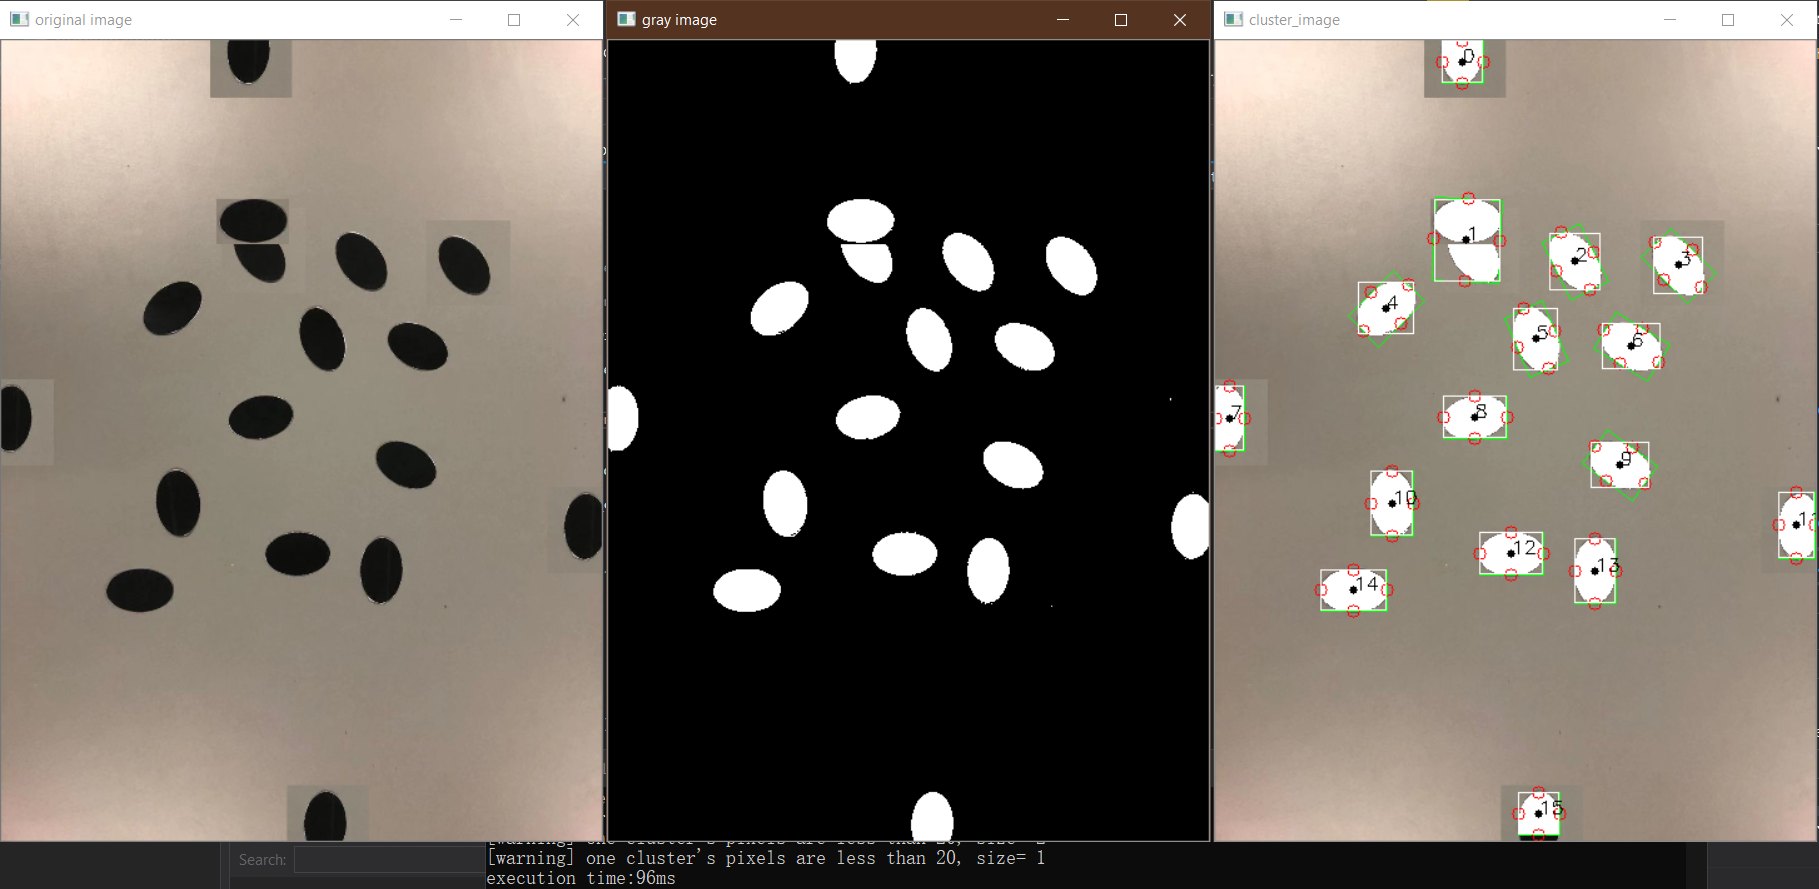 original image
gray image
cluster_image
0
1
2
3
4
5
6
7
8
9
10
11
12
13
14
15
Search:
[warning] one cluster's pixels are less than 20, size=
[warning] one cluster's pixels are less than 20, size= 1
execution time:96ms